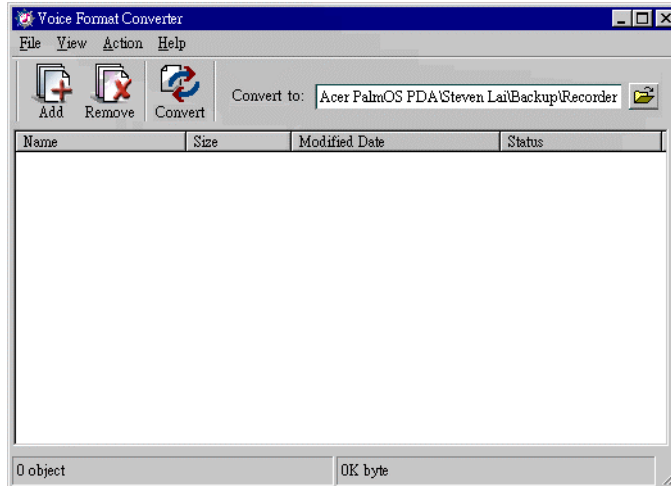 Voice Format Converter
File View Action Help
Convert to: Acer PalmOS PDA\Steven Lai\Backup\Recorder
Add Remove Convert
Name Size Modified Date Status
0 object 0K byte